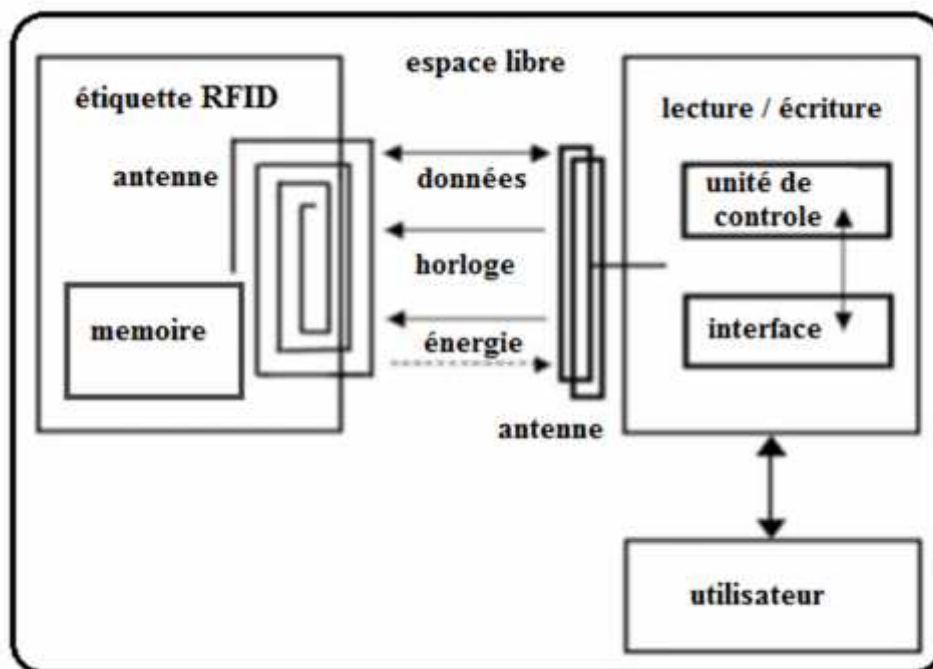 espace libre
étiquette RFID
antenne
memoire
données
horloge
énergie
antenne
lecture / écriture
unité de
controle
interface
utilisateur